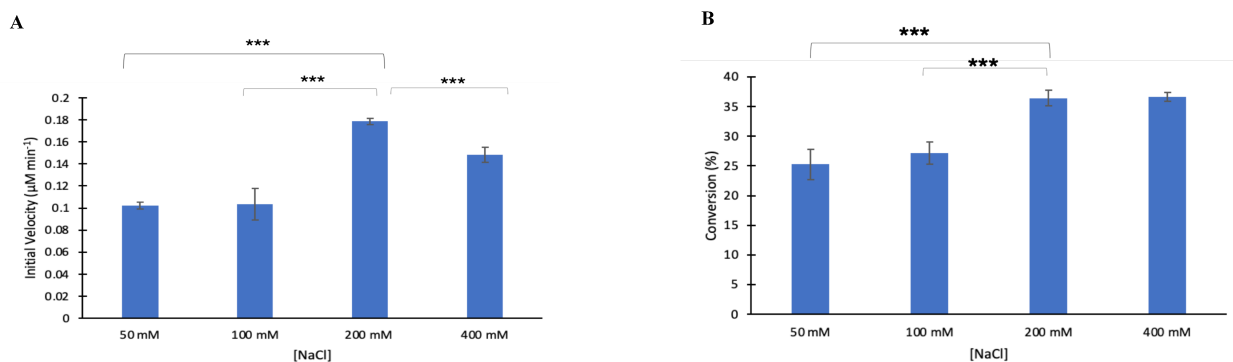 A
***
***
***
Initial Velocity (µM min⁻¹)
0.2
0.18
0.16
0.14
0.12
0.1
0.08
0.06
0.04
0.02
0
50 mM
100 mM
200 mM
400 mM
[NaCl]
B
***
***
Conversion (%)
40
35
30
25
20
15
10
5
0
50 mM
100 mM
200 mM
400 mM
[NaCl]